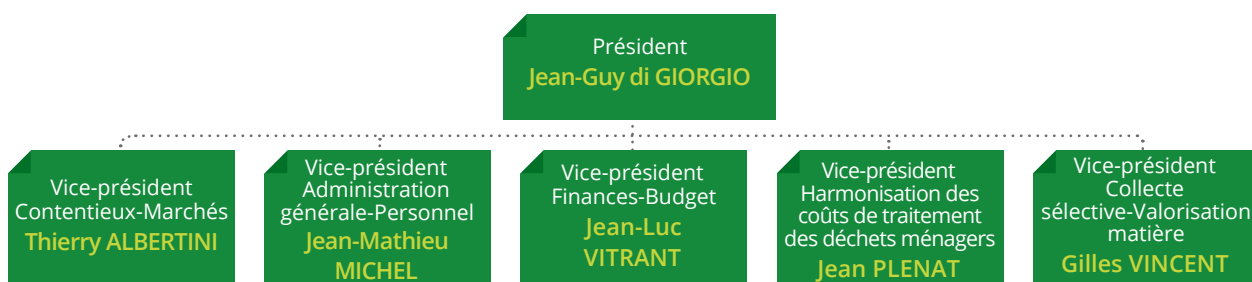 Président
Jean-Guy di GIORGIO
Vice-président
Contentieux-Marchés
Thierry ALBERTINI
Vice-président
Administration
générale-Personnel
Jean-Mathieu
MICHEL
Vice-président
Finances-Budget
Jean-Luc
VITRANT
Vice-président
Harmonisation des
coûts de traitement
des déchets ménagers
Jean PLENAT
Vice-président
Collecte
sélective-Valorisation
matière
Gilles VINCENT